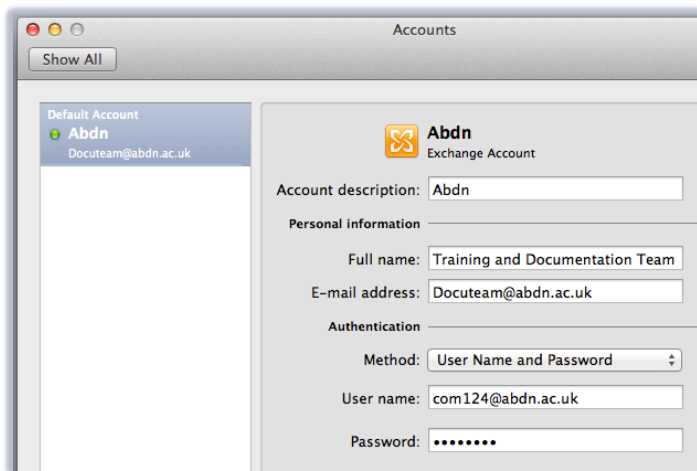 Accounts
Show All
Default Account
Abdn
Docuteam@abdn.ac.uk
Abdn
Exchange Account
Account description: Abdn
Personal information
Full name: Training and Documentation Team
E-mail address: Docuteam@abdn.ac.uk
Authentication
Method: User Name and Password
User name: com124@abdn.ac.uk
Password: ••••••••